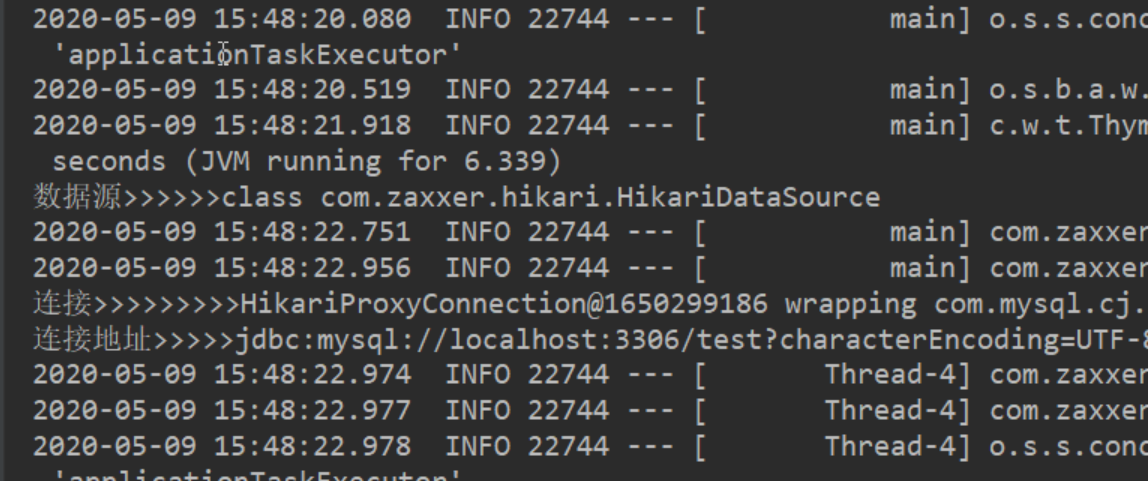 2020-05-09 15:48:20.080  INFO 22744 --- [           main] o.s.s.conc
'applicationTaskExecutor'
2020-05-09 15:48:20.519  INFO 22744 --- [           main] o.s.b.a.w.
2020-05-09 15:48:21.918  INFO 22744 --- [           main] c.w.t.Thym
seconds (JVM running for 6.339)
数据源>>>>>>class com.zaxxer.hikari.HikariDataSource
2020-05-09 15:48:22.751  INFO 22744 --- [           main] com.zaxxer
2020-05-09 15:48:22.956  INFO 22744 --- [           main] com.zaxxer
连接>>>>>>>>>HikariProxyConnection@1650299186 wrapping com.mysql.cj.
连接地址>>>>>jdbc:mysql://localhost:3306/test?characterEncoding=UTF-8
2020-05-09 15:48:22.974  INFO 22744 --- [       Thread-4] com.zaxxer
2020-05-09 15:48:22.977  INFO 22744 --- [       Thread-4] com.zaxxer
2020-05-09 15:48:22.978  INFO 22744 --- [       Thread-4] o.s.s.conc
'applicationTaskExecutor'